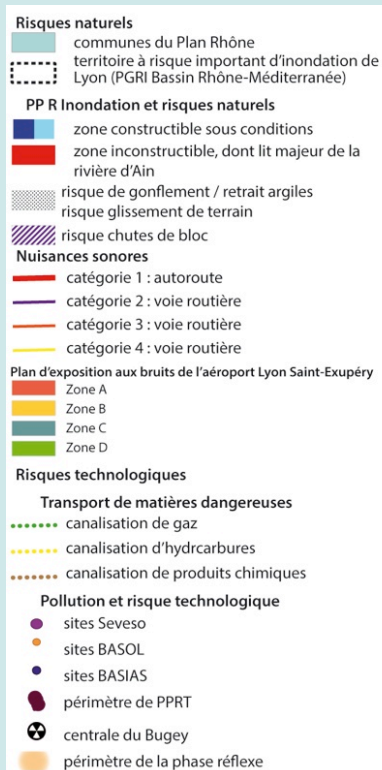 Risques naturels
communes du Plan Rhône
territoire à risque important d'inondation de
Lyon (PGRI Bassin Rhône-Méditerranée)
PP R Inondation et risques naturels
zone constructible sous conditions
zone inconstructible, dont lit majeur de la
rivière d'Ain
risque de gonflement / retrait argiles
risque glissement de terrain
risque chutes de bloc
Nuisances sonores
catégorie 1 : autoroute
catégorie 2 : voie routière
catégorie 3 : voie routière
catégorie 4 : voie routière
Plan d'exposition aux bruits de l'aéroport Lyon Saint-Exupéry
Zone A
Zone B
Zone C
Zone D
Risques technologiques
Transport de matières dangereuses
canalisation de gaz
canalisation d'hydrcarbures
canalisation de produits chimiques
Pollution et risque technologique
sites Seveso
sites BASOL
sites BASIAS
périmètre de PPRT
centrale du Bugey
périmètre de la phase réflexe